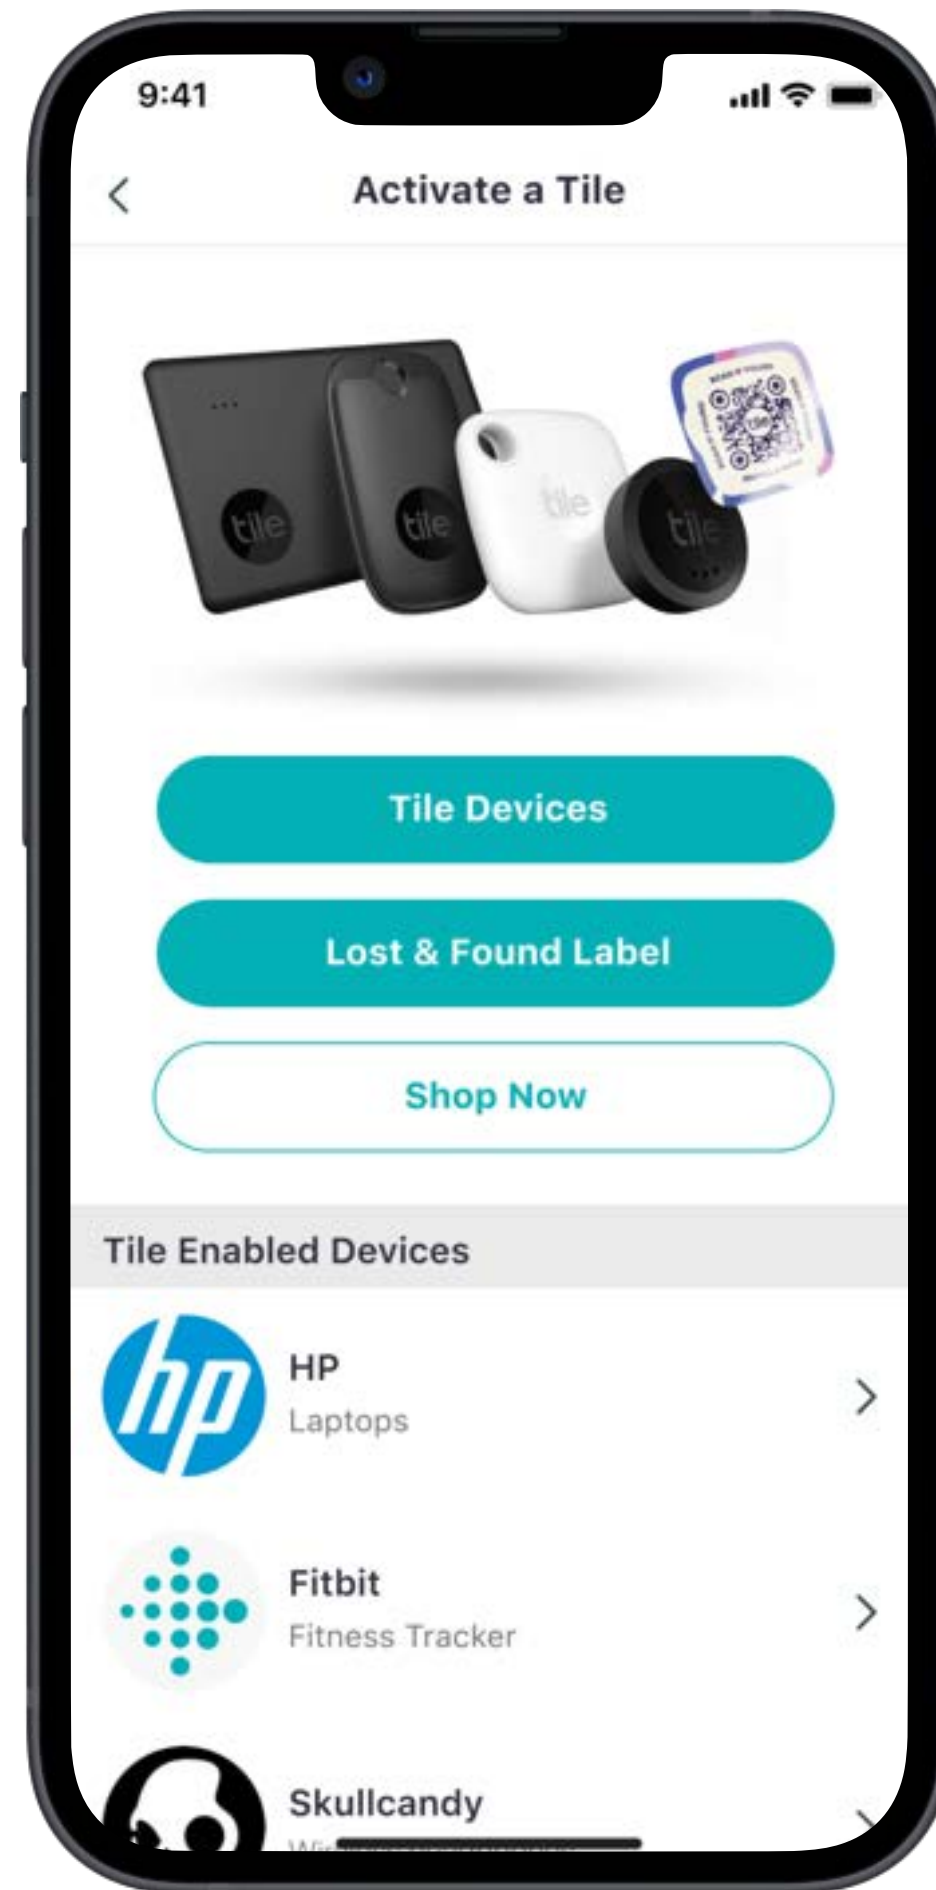 9:41
Activate a Tile
tile
tile
tile
tile
tile
Tile Devices
Lost & Found Label
Shop Now
Tile Enabled Devices
hp
HP
Laptops
Fitbit
Fitness Tracker
Skullcandy